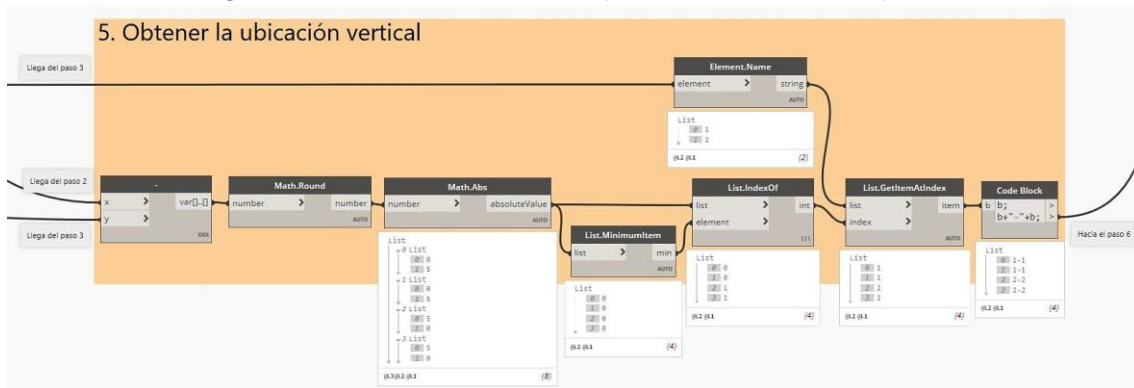 5. Obtener la ubicación vertical
Llega del paso 3
Element.Name
element > string
AUTO
List
0 1
1 2
@L2 @L1 {2}
Llega del paso 2
Llega del paso 3
-
x > var[]..[]
y >
XXX
Math.Round
number > number
AUTO
Math.Abs
number > absoluteValue
AUTO
List
0 List
0 0
1 5
1 List
0 0
1 5
2 List
0 5
1 0
3 List
0 5
1 0
@L3 @L2 @L1 {8}
List.MinimumItem
list > min
AUTO
List
0 0
1 0
2 0
3 0
@L2 @L1 {4}
List.IndexOf
list > int
element >
List
0 0
1 0
2 1
3 1
@L2 @L1 {4}
List.GetItemAtIndex
list > item
index >
AUTO
List
0 1
1 1
2 2
3 2
@L2 @L1 {4}
Code Block
b b; >
b+"-"+b; >
List
0 1-1
1 1-1
2 2-2
3 2-2
@L2 @L1 {4}
Hacia el paso 6